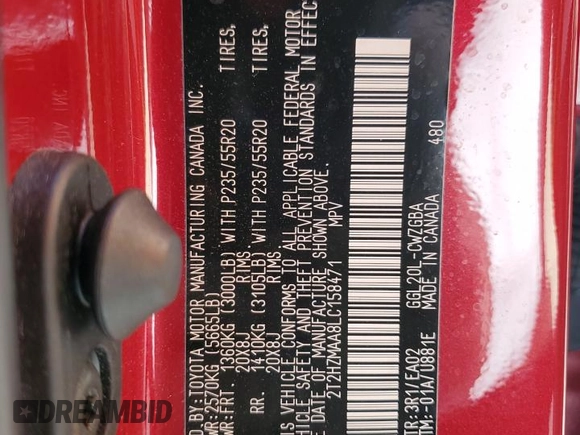 D BY: TOYOTA MOTOR MANUFACTURING CANADA INC.
WR: 2570KG (5665LB)
WR: FRT. 1360KG (3000LB) WITH P235/55R20 TIRES,
20X8J RIMS
RR. 1410KG (3105LB) WITH P235/55R20 TIRES,
20X8J RIMS
IS VEHICLE CONFORMS TO ALL APPLICABLE FEDERAL MOTOR
HICLE SAFETY AND THEFT PREVENTION STANDARDS IN EFFEC
E DATE OF MANUFACTURE SHOWN ABOVE.
2T2HZMAA8LC158471 MPV
480
TR: 3R1/EA02 GGL20L-CWZGBA
TM: -01A/U881E MADE IN CANADA
DREAMBID